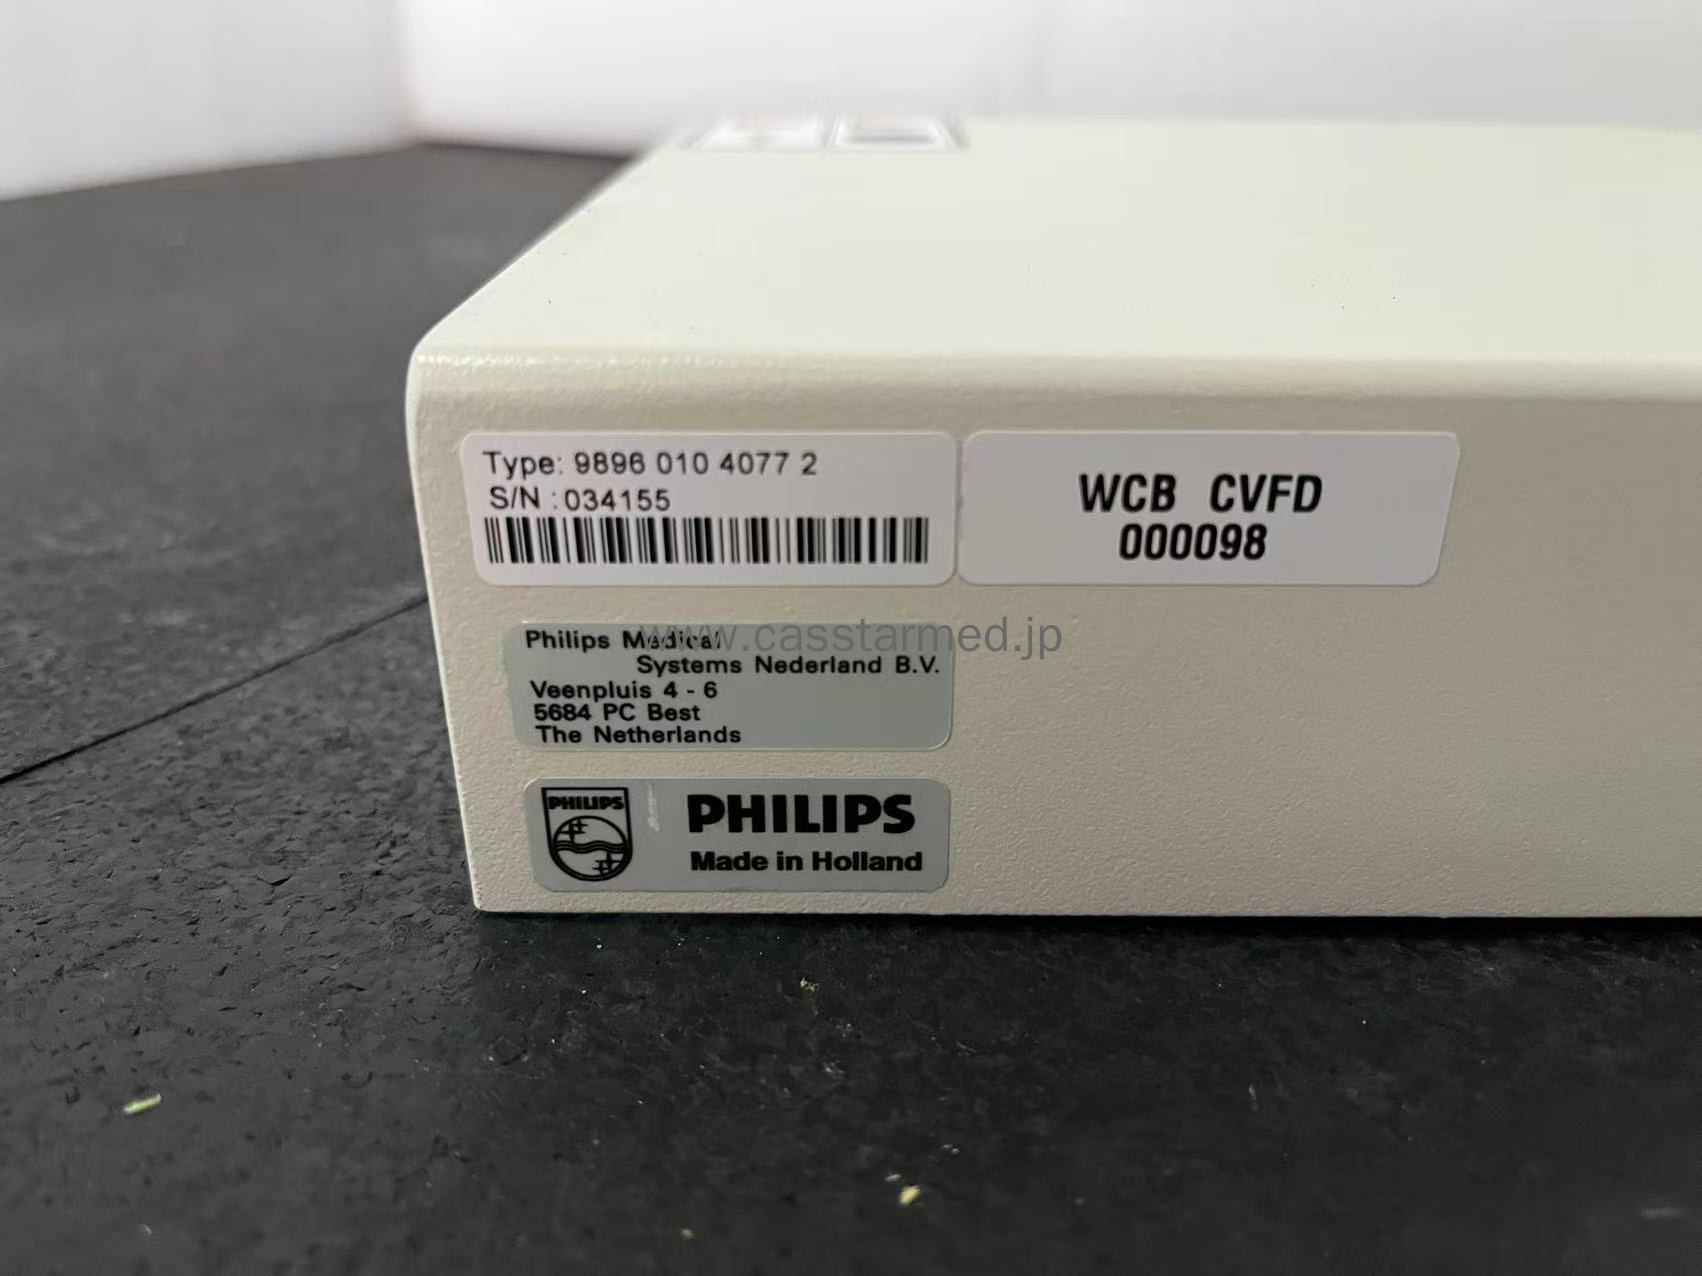 Type: 9896 010 4077 2
S/N : 034155
WCB CVFD
000098
www.casstarmed.jp
Philips Medical
Systems Nederland B.V.
Veenpluis 4 - 6
5684 PC Best
The Netherlands
PHILIPS
PHILIPS
Made in Holland